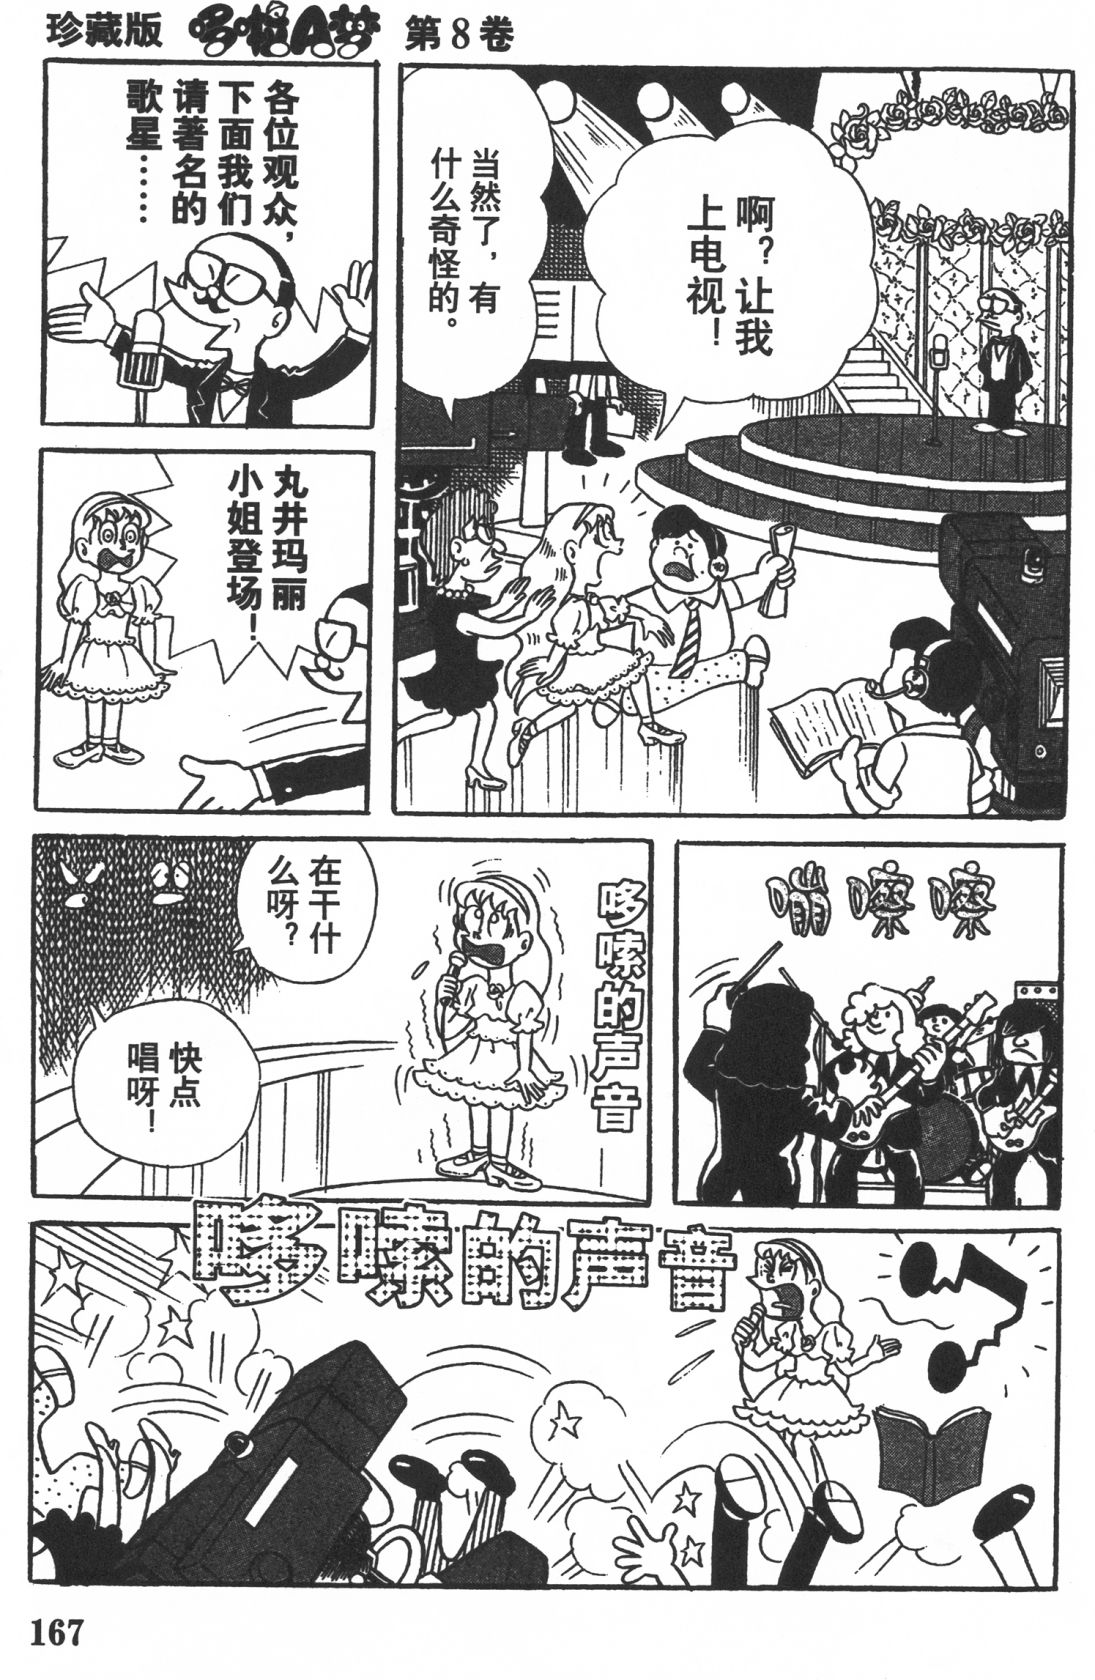 珍藏版 哆啦A梦 第8卷
啊？让我
上电视！
当然了，有
什么奇怪的。
各位观众，
下面我们
请著名的
歌星……
丸井玛丽
小姐登场！
嘣嚓嚓
哆嗦的声音
在干什
么呀？
快点
唱呀！
哆嗦的声音
167